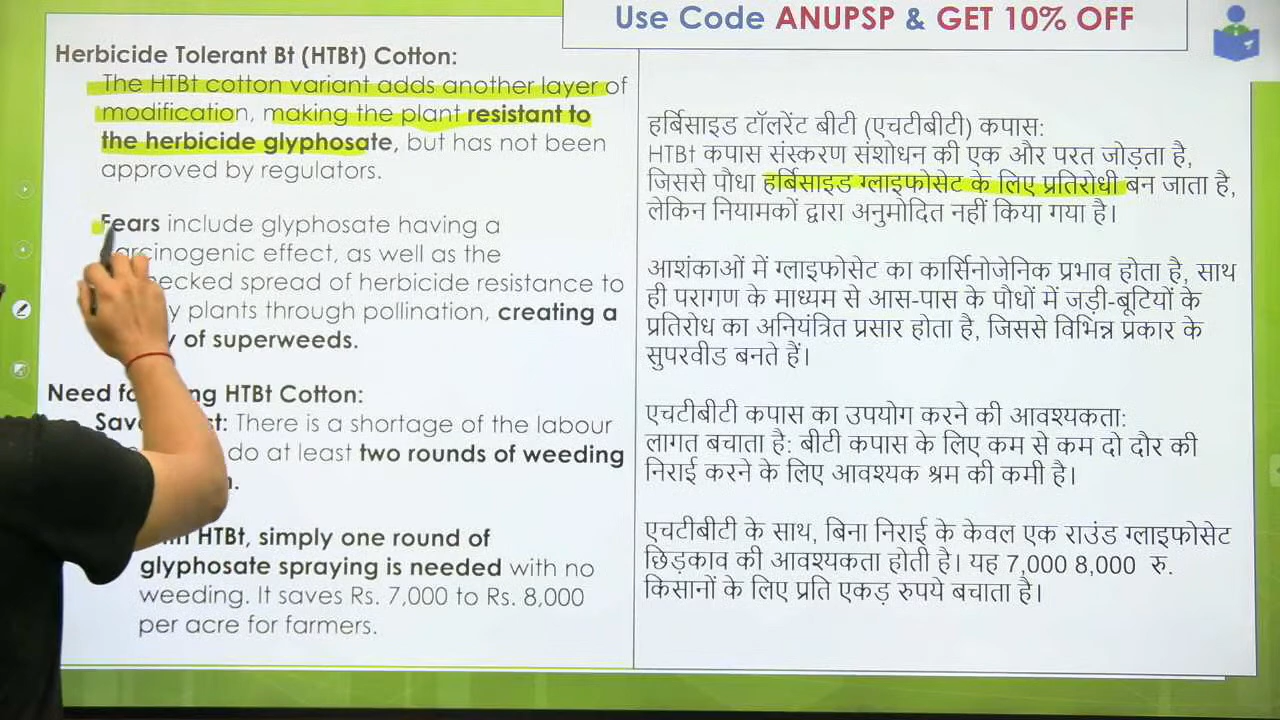 Use Code ANUPSP & GET 10% OFF
Herbicide Tolerant Bt (HTBt) Cotton:
The HTBt cotton variant adds another layer of
modification, making the plant resistant to
the herbicide glyphosate, but has not been
approved by regulators.
Fears include glyphosate having a
arcinogenic effect, as well as the
ecked spread of herbicide resistance to
y plants through pollination, creating a
y of superweeds.
Need fo ng HTBt Cotton:
Save st: There is a shortage of the labour
do at least two rounds of weeding
n.
HTBt, simply one round of
glyphosate spraying is needed with no
weeding. It saves Rs. 7,000 to Rs. 8,000
per acre for farmers.
हर्बिसाइड टॉलरेंट बीटी (एचटीबीटी) कपास:
HTBt कपास संस्करण संशोधन की एक और परत जोड़ता है,
जिससे पौधा हर्बिसाइड ग्लाइफोसेट के लिए प्रतिरोधी बन जाता है,
लेकिन नियामकों द्वारा अनुमोदित नहीं किया गया है।
आशंकाओं में ग्लाइफोसेट का कार्सिनोजेनिक प्रभाव होता है, साथ
ही परागण के माध्यम से आस-पास के पौधों में जड़ी-बूटियों के
प्रतिरोध का अनियंत्रित प्रसार होता है, जिससे विभिन्न प्रकार के
सुपरवीड बनते हैं।
एचटीबीटी कपास का उपयोग करने की आवश्यकता:
लागत बचाता है: बीटी कपास के लिए कम से कम दो दौर की
निराई करने के लिए आवश्यक श्रम की कमी है।
एचटीबीटी के साथ, बिना निराई के केवल एक राउंड ग्लाइफोसेट
छिड़काव की आवश्यकता होती है। यह 7,000 8,000 रु.
किसानों के लिए प्रति एकड़ रुपये बचाता है।